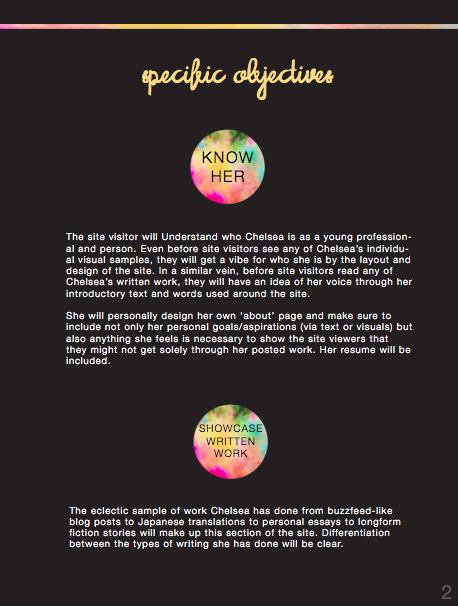 specific objectives
KNOW
HER
The site visitor will Understand who Chelsea is as a young profession-
al and person. Even before site visitors see any of Chelsea's individu-
al visual samples, they will get a vibe for who she is by the layout and
design of the site. In a similar vein, before site visitors read any of
Chelsea's written work, they will have an idea of her voice through her
introductory text and words used around the site.
She will personally design her own 'about' page and make sure to
include not only her personal goals/aspirations (via text or visuals) but
also anything she feels is necessary to show the site viewers that
they might not get solely through her posted work. Her resume will be
included.
SHOWCASE
WRITTEN
WORK
The eclectic sample of work Chelsea has done from buzzfeed-like
blog posts to Japanese translations to personal essays to longform
fiction stories will make up this section of the site. Differentiation
between the types of writing she has done will be clear.
2